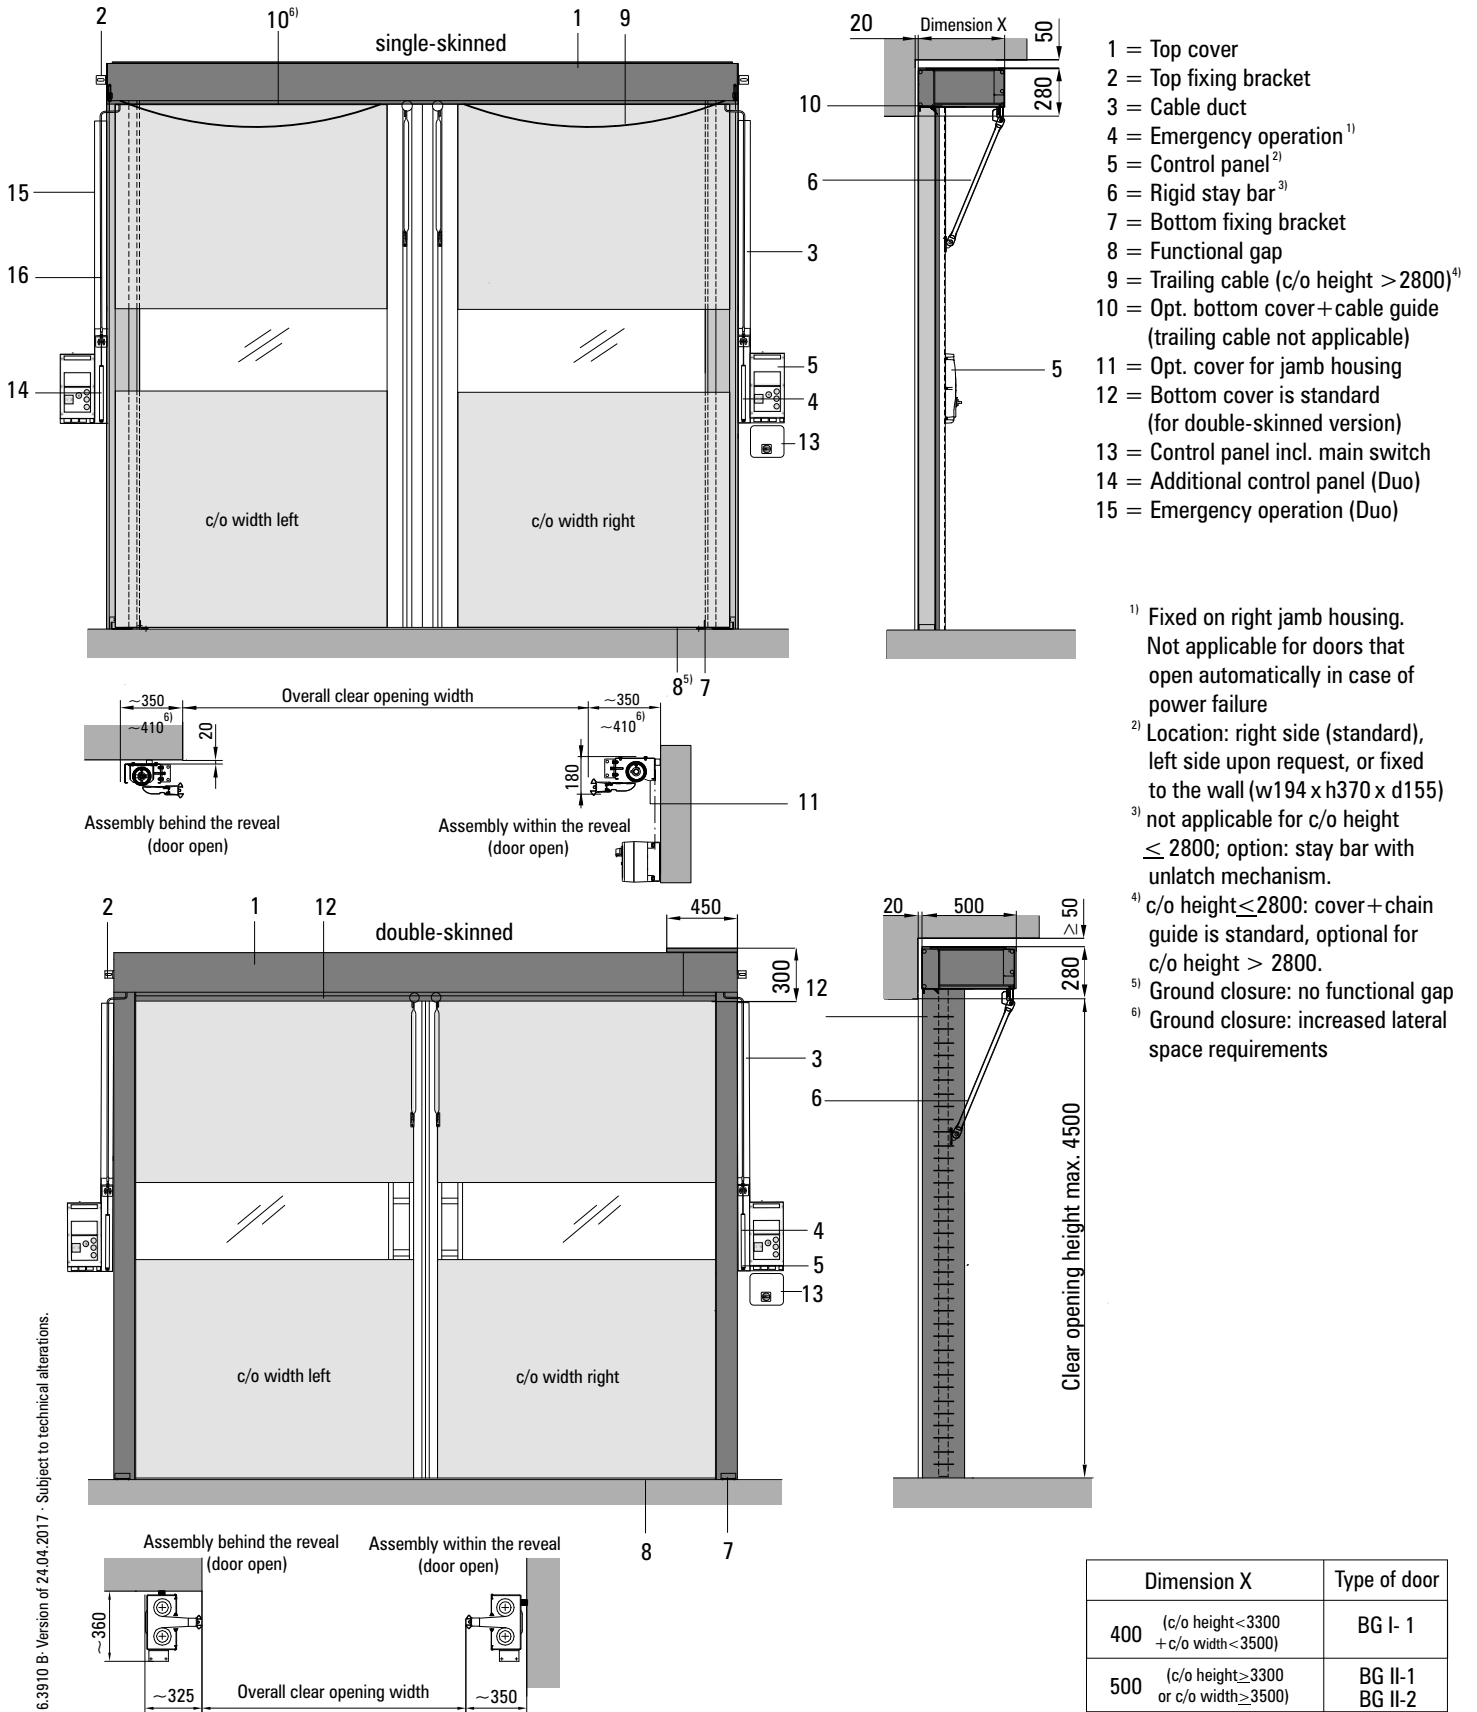 2
10 6)
1
9
single-skinned
15
16
14
3
5
4
13
c/o width left
c/o width right
8 5)
7
20
Dimension X
50
280
10
6
5
1 = Top cover
2 = Top fixing bracket
3 = Cable duct
4 = Emergency operation 1)
5 = Control panel 2)
6 = Rigid stay bar 3)
7 = Bottom fixing bracket
8 = Functional gap
9 = Trailing cable (c/o height >2800) 4)
10 = Opt. bottom cover+cable guide
(trailing cable not applicable)
11 = Opt. cover for jamb housing
12 = Bottom cover is standard
(for double-skinned version)
13 = Control panel incl. main switch
14 = Additional control panel (Duo)
15 = Emergency operation (Duo)
1) Fixed on right jamb housing.
Not applicable for doors that
open automatically in case of
power failure
2) Location: right side (standard),
left side upon request, or fixed
to the wall (w194 x h370 x d155)
3) not applicable for c/o height
≤ 2800; option: stay bar with
unlatch mechanism.
4) c/o height≤2800: cover+chain
guide is standard, optional for
c/o height > 2800.
5) Ground closure: no functional gap
6) Ground closure: increased lateral
space requirements
~350
~410 6)
20
Overall clear opening width
~350
~410 6)
180
11
Assembly behind the reveal
(door open)
Assembly within the reveal
(door open)
2
1
12
double-skinned
450
300
12
3
6
4
5
13
c/o width left
c/o width right
8
7
20
500
≥50
280
Clear opening height max. 4500
Assembly behind the reveal
(door open)
Assembly within the reveal
(door open)
~360
~325
Overall clear opening width
~350
6.3910 B· Version of 24.04.2017 · Subject to technical alterations.
Dimension X
Type of door
400 (c/o height<3300
+c/o width<3500)
BG I- 1
500 (c/o height≥3300
or c/o width≥3500)
BG II-1
BG II-2